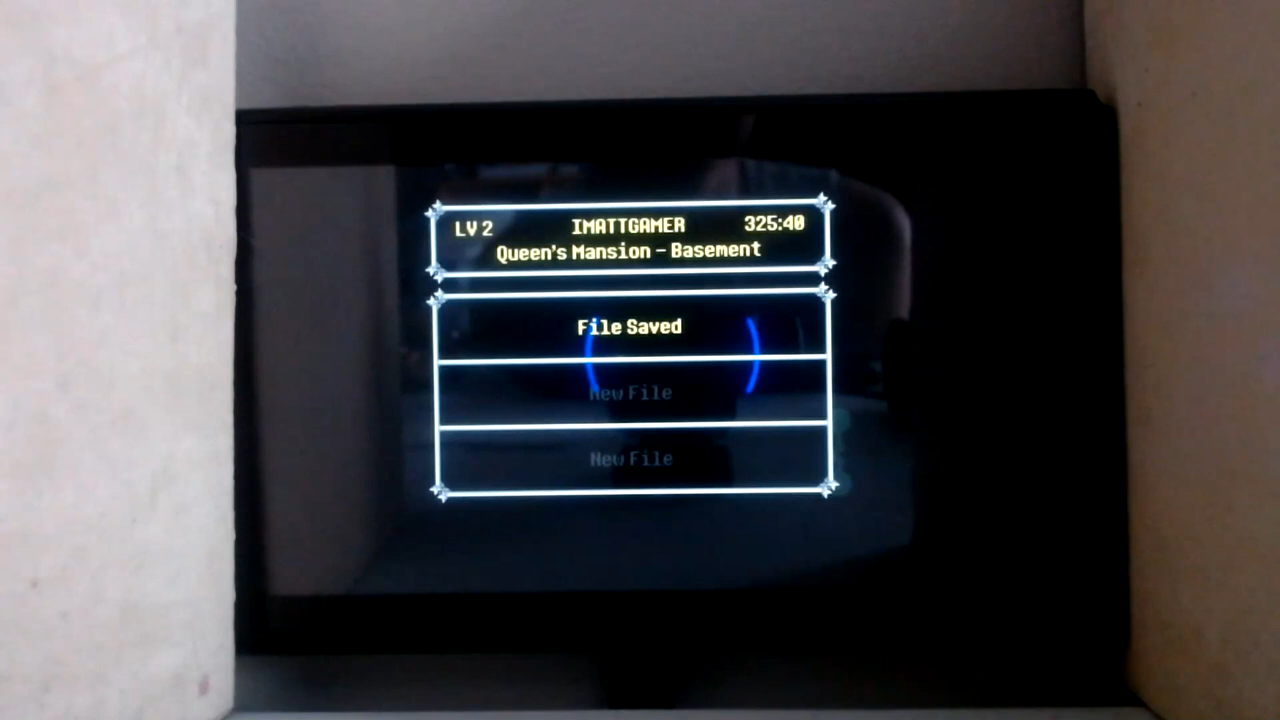 LV 2 IMATTGAMER 325:40
Queen's Mansion - Basement
File Saved
New File
New File